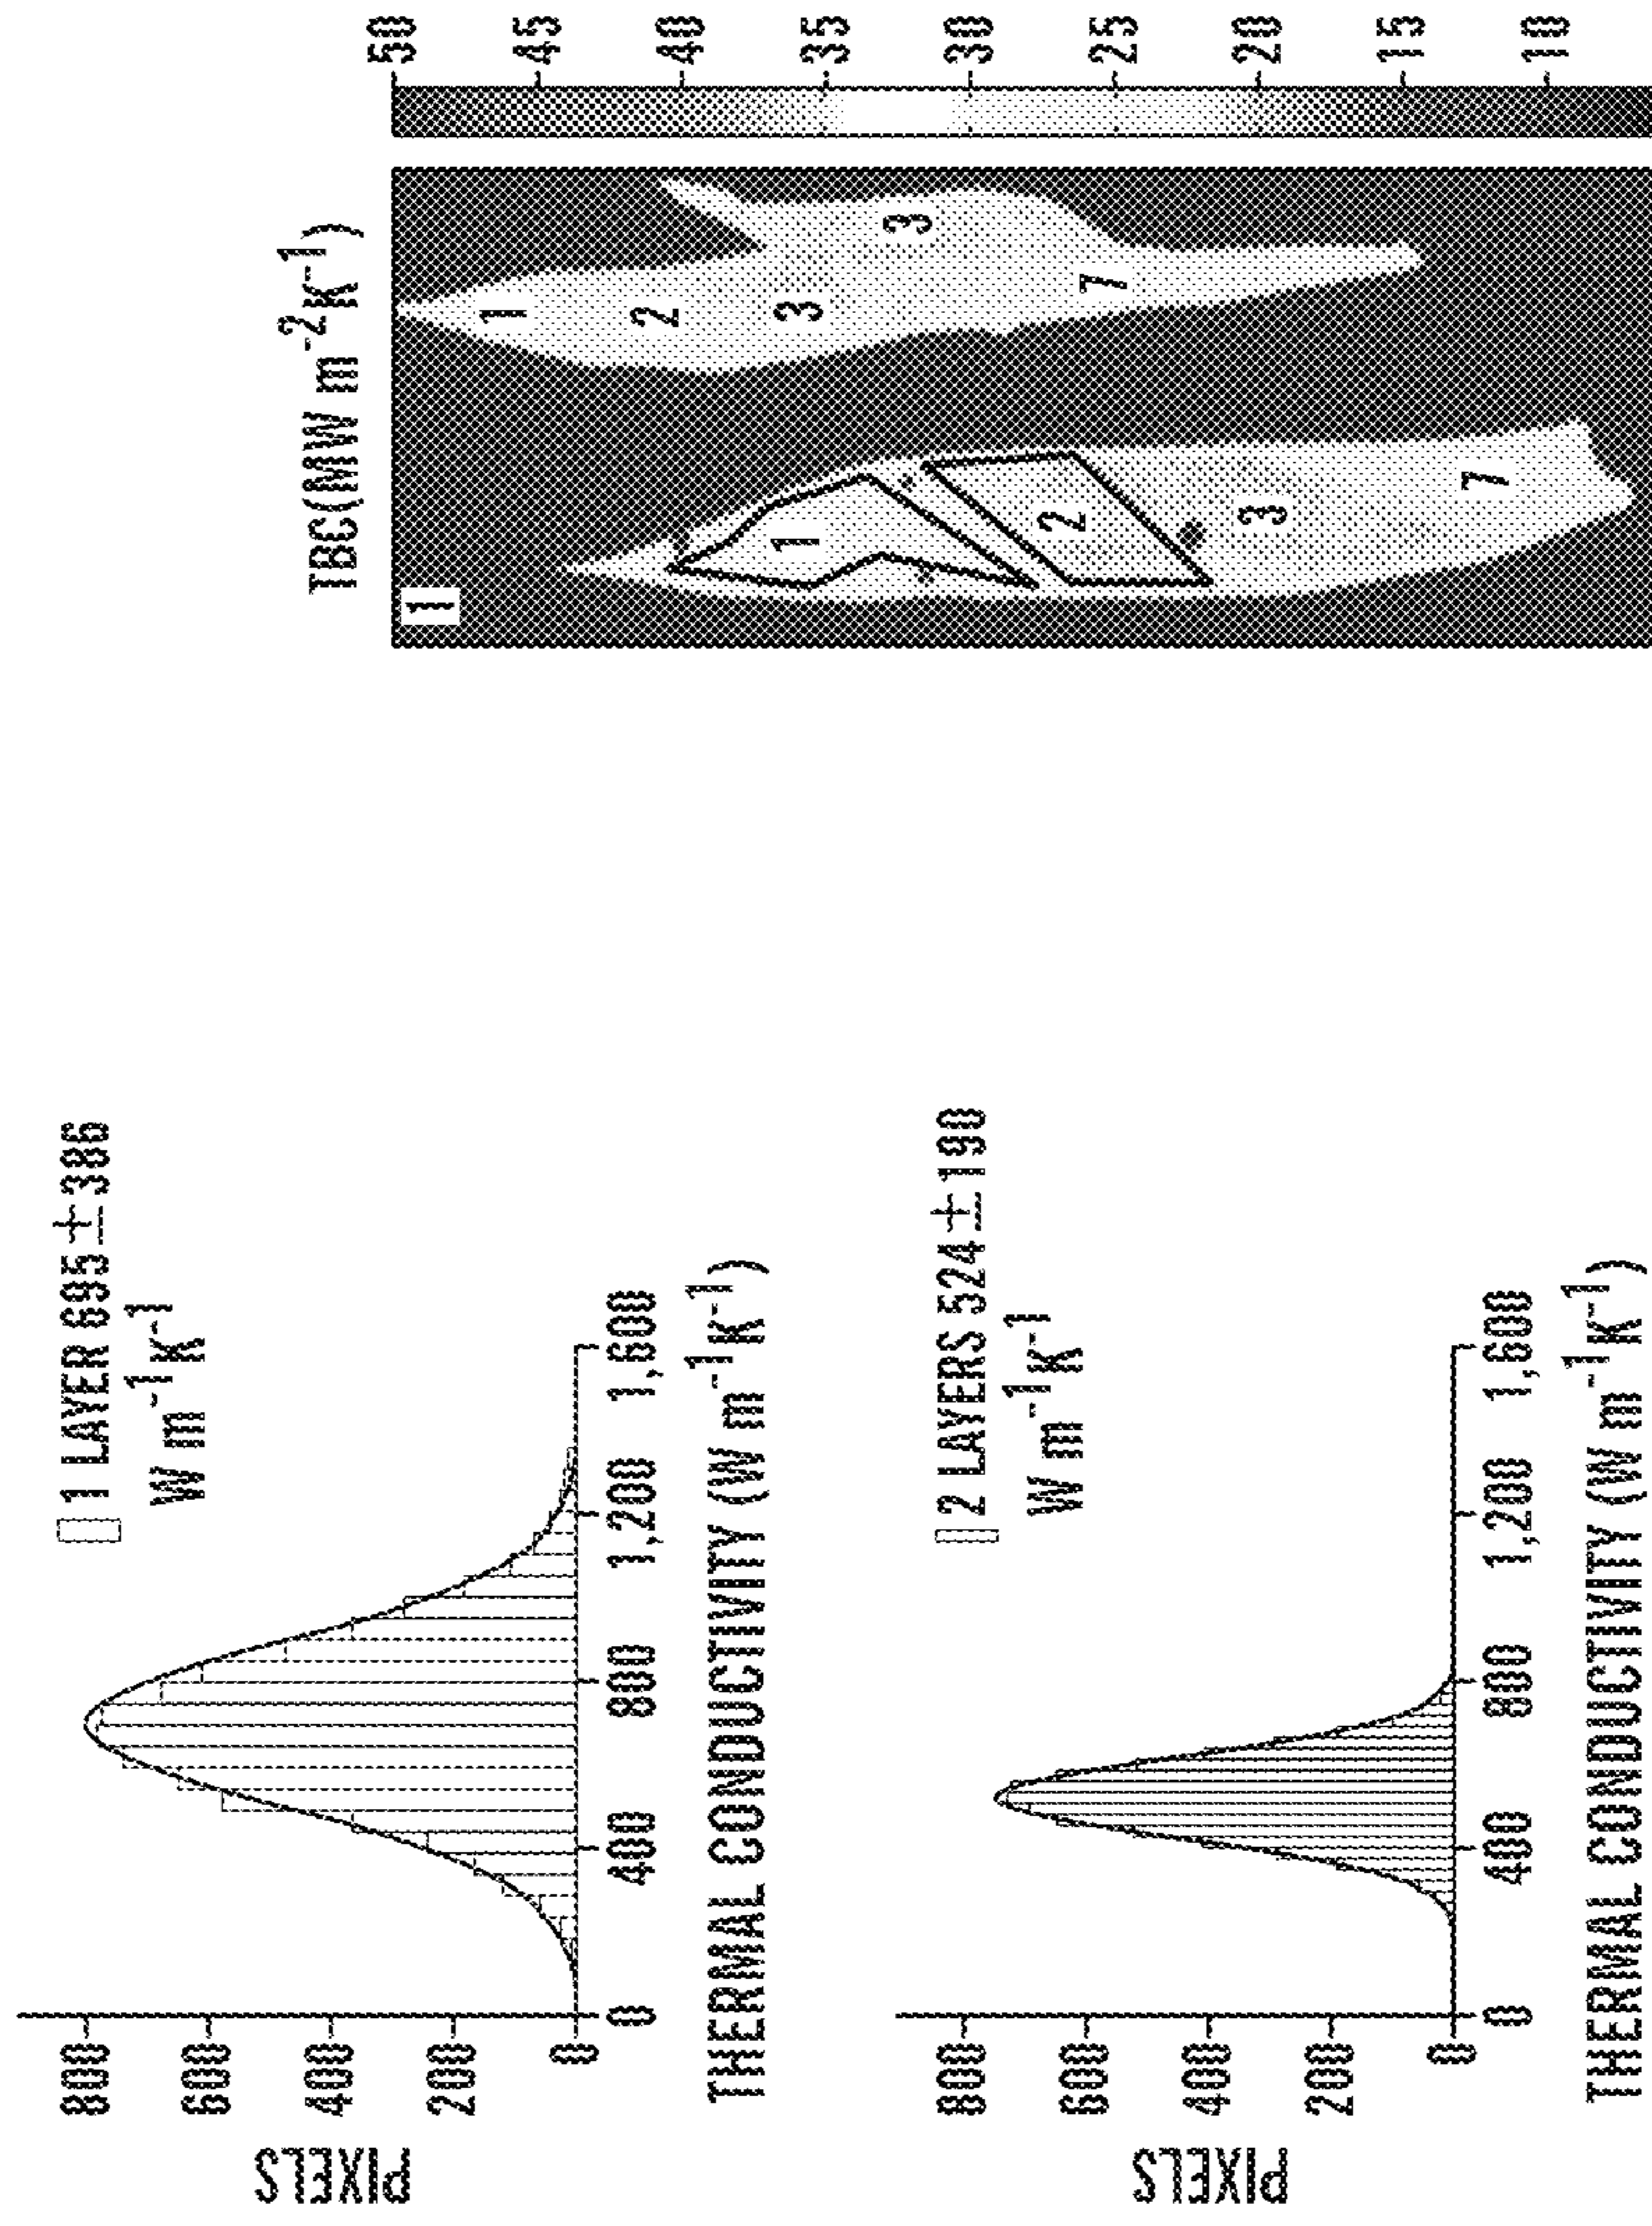 1 LAYER 695±386
W m⁻¹K⁻¹
800
600
400
200
0
PIXELS
0 400 800 1,200 1,600
THERMAL CONDUCTIVITY (W m⁻¹K⁻¹)
2 LAYERS 524±190
W m⁻¹K⁻¹
800
600
400
200
0
PIXELS
0 400 800 1,200 1,600
THERMAL CONDUCTIVITY (W m⁻¹K⁻¹)
TBC(MW m⁻²K⁻¹)
1
1
2
3
7
1
2
3
3
7
50
45
40
35
30
25
20
15
10